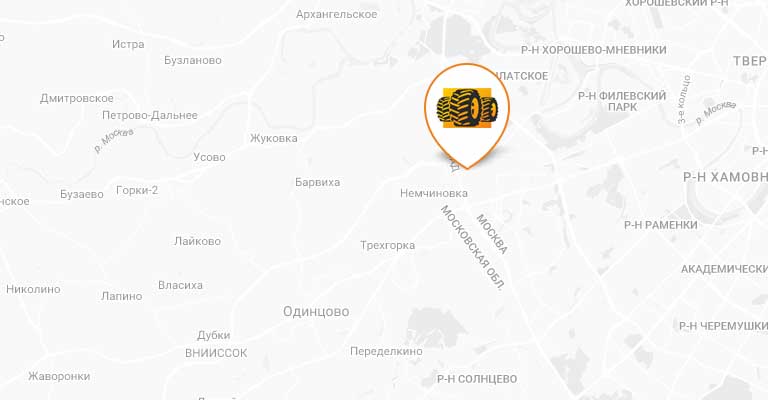 ХОРОШЕВСКИЙ Р-Н
Архангельское
Истра
Р-Н ХОРОШЕВО-МНЕВНИКИ
Бузланово
ТВЕР
ЛАТСКОЕ
Дмитровское
Р-Н ФИЛЕВСКИЙ
ПАРК
3-е кольцо
Петрово-Дальнее
р. Москва
р. Москва
Жуковка
Усово
Р-Н
Барвиха
Р-Н ХАМОВН
Горки-2
Бузаево
Немчиновка
нское
МОСКВА
МОСКОВСКАЯ ОБЛ.
Р-Н РАМЕНКИ
Лайково
Трехгорка
АКАДЕМИЧЕСКИ
Власиха
Николино
Лапино
Одинцово
Р-Н ЧЕРЕМУШКИ
Дубки
ВНИИССОК
Переделкино
Жаворонки
Р-Н СОЛНЦЕВО